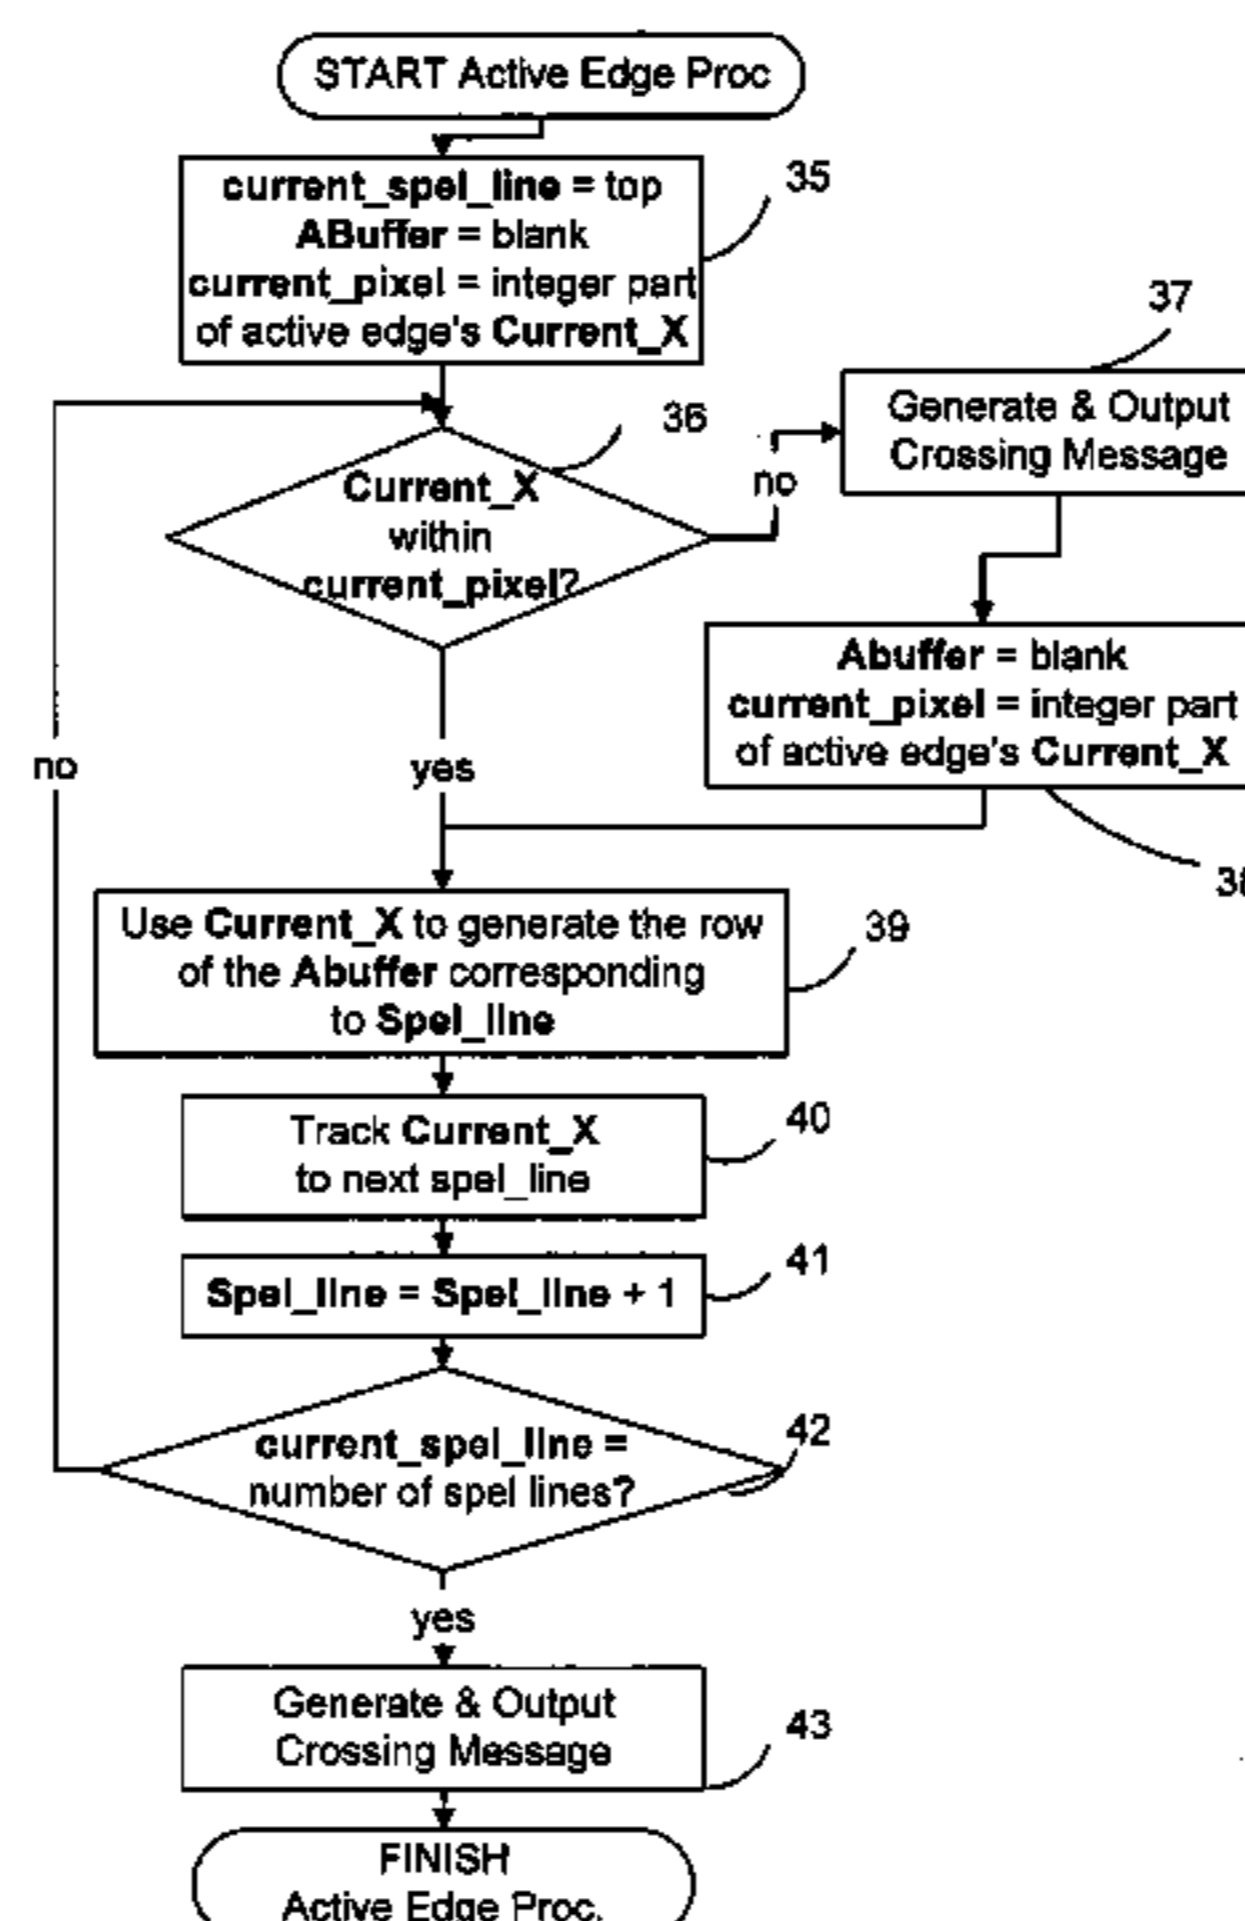 START Active Edge Proc
current_spel_line = top
ABuffer = blank
current_pixel = integer part
of active edge's Current_X
35
Current_X
within
current_pixel?
36
no
37
Generate & Output
Crossing Message
Abuffer = blank
current_pixel = integer part
of active edge's Current_X
no
yes
Use Current_X to generate the row
of the Abuffer corresponding
to Spel_line
39
Track Current_X
to next spel_line
40
Spel_line = Spel_line + 1
41
current_spel_line =
number of spel lines?
42
yes
Generate & Output
Crossing Message
43
FINISH
Active Edge Proc.